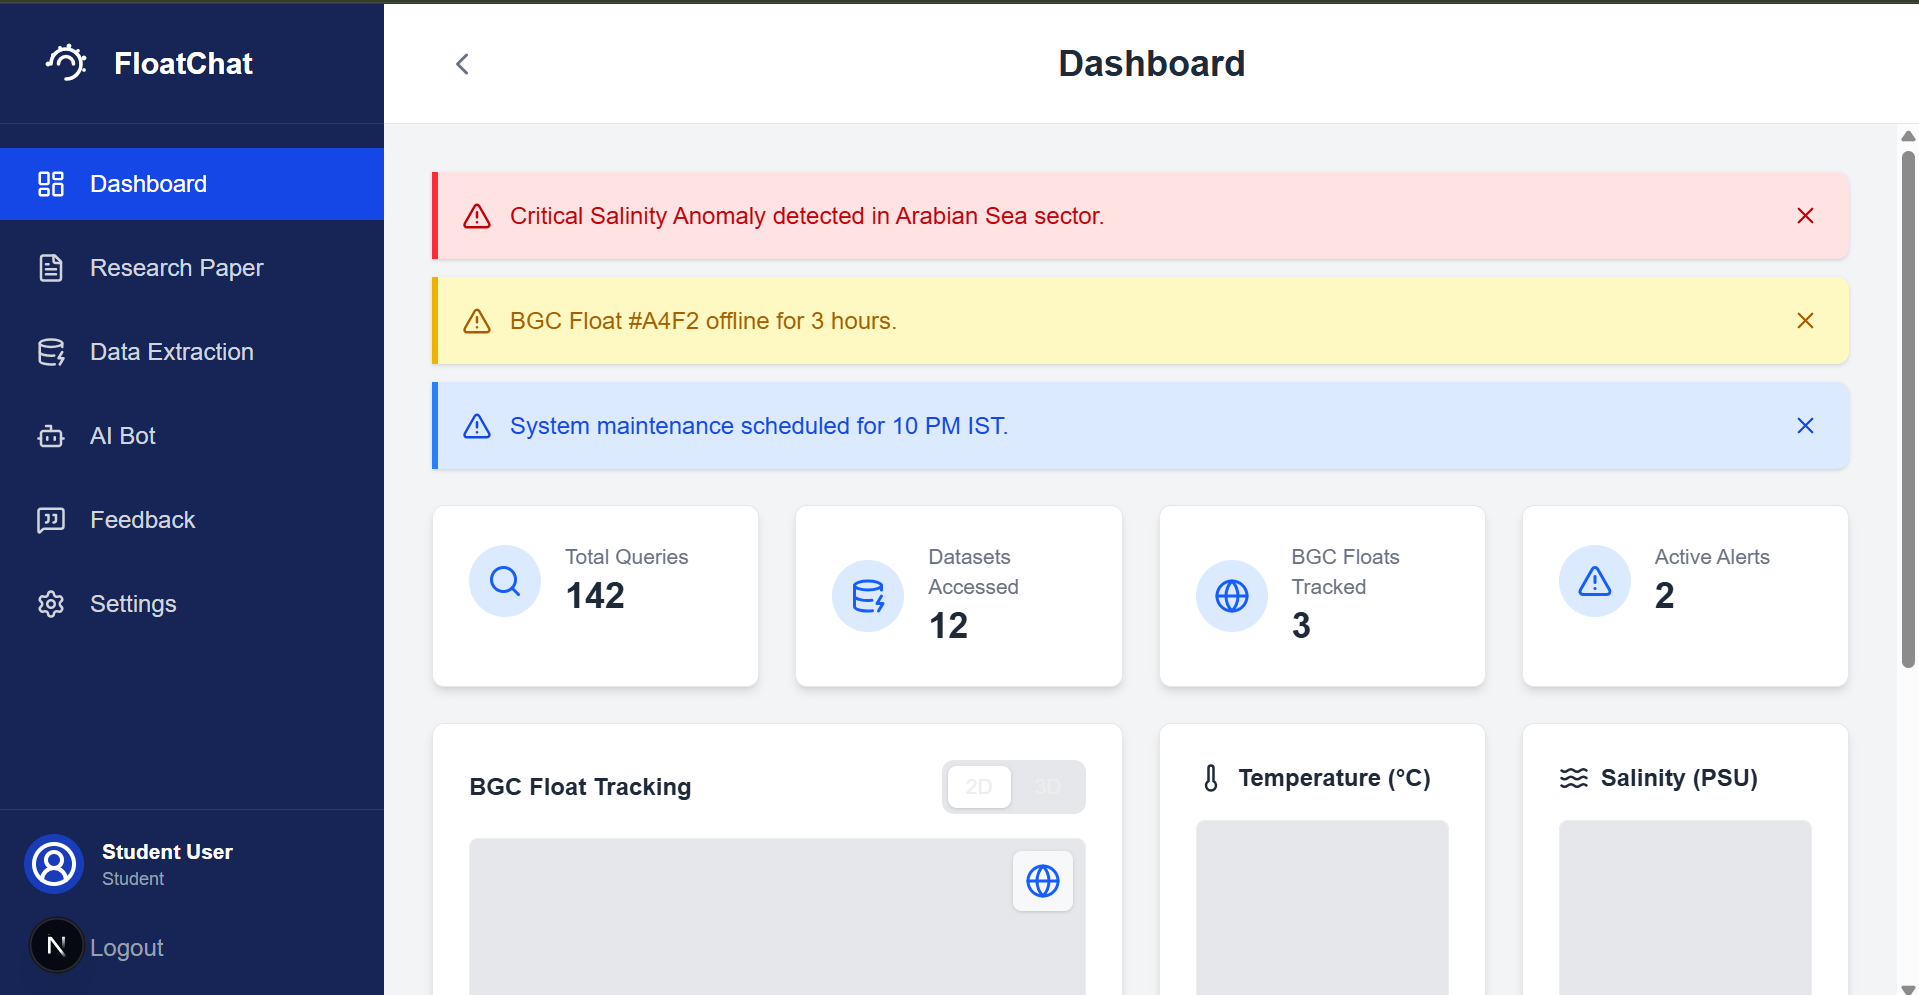 FloatChat
Dashboard
Research Paper
Data Extraction
AI Bot
Feedback
Settings
Student User
Student
N
Logout
Dashboard
Critical Salinity Anomaly detected in Arabian Sea sector.
BGC Float #A4F2 offline for 3 hours.
System maintenance scheduled for 10 PM IST.
Total Queries
142
Datasets
Accessed
12
BGC Floats
Tracked
3
Active Alerts
2
BGC Float Tracking
2D
3D
Temperature (°C)
Salinity (PSU)